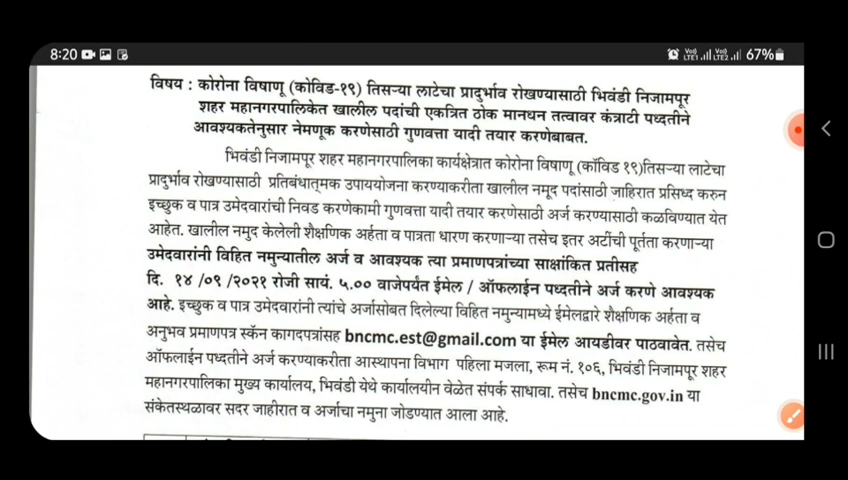 8:20
67%
विषय : कोरोना विषाणू (कोविड-१९) तिसऱ्या लाटेचा प्रादुर्भाव रोखण्यासाठी भिवंडी निजामपूर
शहर महानगरपालिकेत खालील पदांची एकत्रित ठोक मानधन तत्वावर कंत्राटी पध्दतीने
आवश्यकतेनुसार नेमणूक करणेसाठी गुणवत्ता यादी तयार करणेबाबत.
भिवंडी निजामपूर शहर महानगरपालिका कार्यक्षेत्रात कोरोना विषाणू (कॉविड १९)तिसऱ्या लाटेचा
प्रादुर्भाव रोखण्यासाठी प्रतिबंधात्मक उपाययोजना करण्याकरीता खालील नमूद पदांसाठी जाहिरात प्रसिध्द करुन
इच्छुक व पात्र उमेदवारांची निवड करणेकामी गुणवत्ता यादी तयार करणेसाठी अर्ज करण्यासाठी कळविण्यात येत
आहेत. खालील नमुद केलेली शैक्षणिक अर्हता व पात्रता धारण करणाऱ्या तसेच इतर अटींची पूर्तता करणाऱ्या
उमेदवारांनी विहित नमुन्यातील अर्ज व आवश्यक त्या प्रमाणपत्रांच्या साक्षांकित प्रतीसह
दि. १४ /०९ /२०२१ रोजी सायं. ५.०० वाजेपर्यंत ईमेल / ऑफलाईन पध्दतीने अर्ज करणे आवश्यक
आहे. इच्छुक व पात्र उमेदवारांनी त्यांचे अर्जासोबत दिलेल्या विहित नमुन्यामध्ये ईमेलद्वारे शैक्षणिक अर्हता व
अनुभव प्रमाणपत्र स्कॅन कागदपत्रांसह bncmc.est@gmail.com या ईमेल आयडीवर पाठवावेत. तसेच
ऑफलाईन पध्दतीने अर्ज करण्याकरीता आस्थापना विभाग पहिला मजला, रूम नं. १०६, भिवंडी निजामपूर शहर
महानगरपालिका मुख्य कार्यालय, भिवंडी येथे कार्यालयीन वेळेत संपर्क साधावा. तसेच bncmc.gov.in या
संकेतस्थळावर सदर जाहीरात व अर्जाचा नमुना जोडण्यात आला आहे.